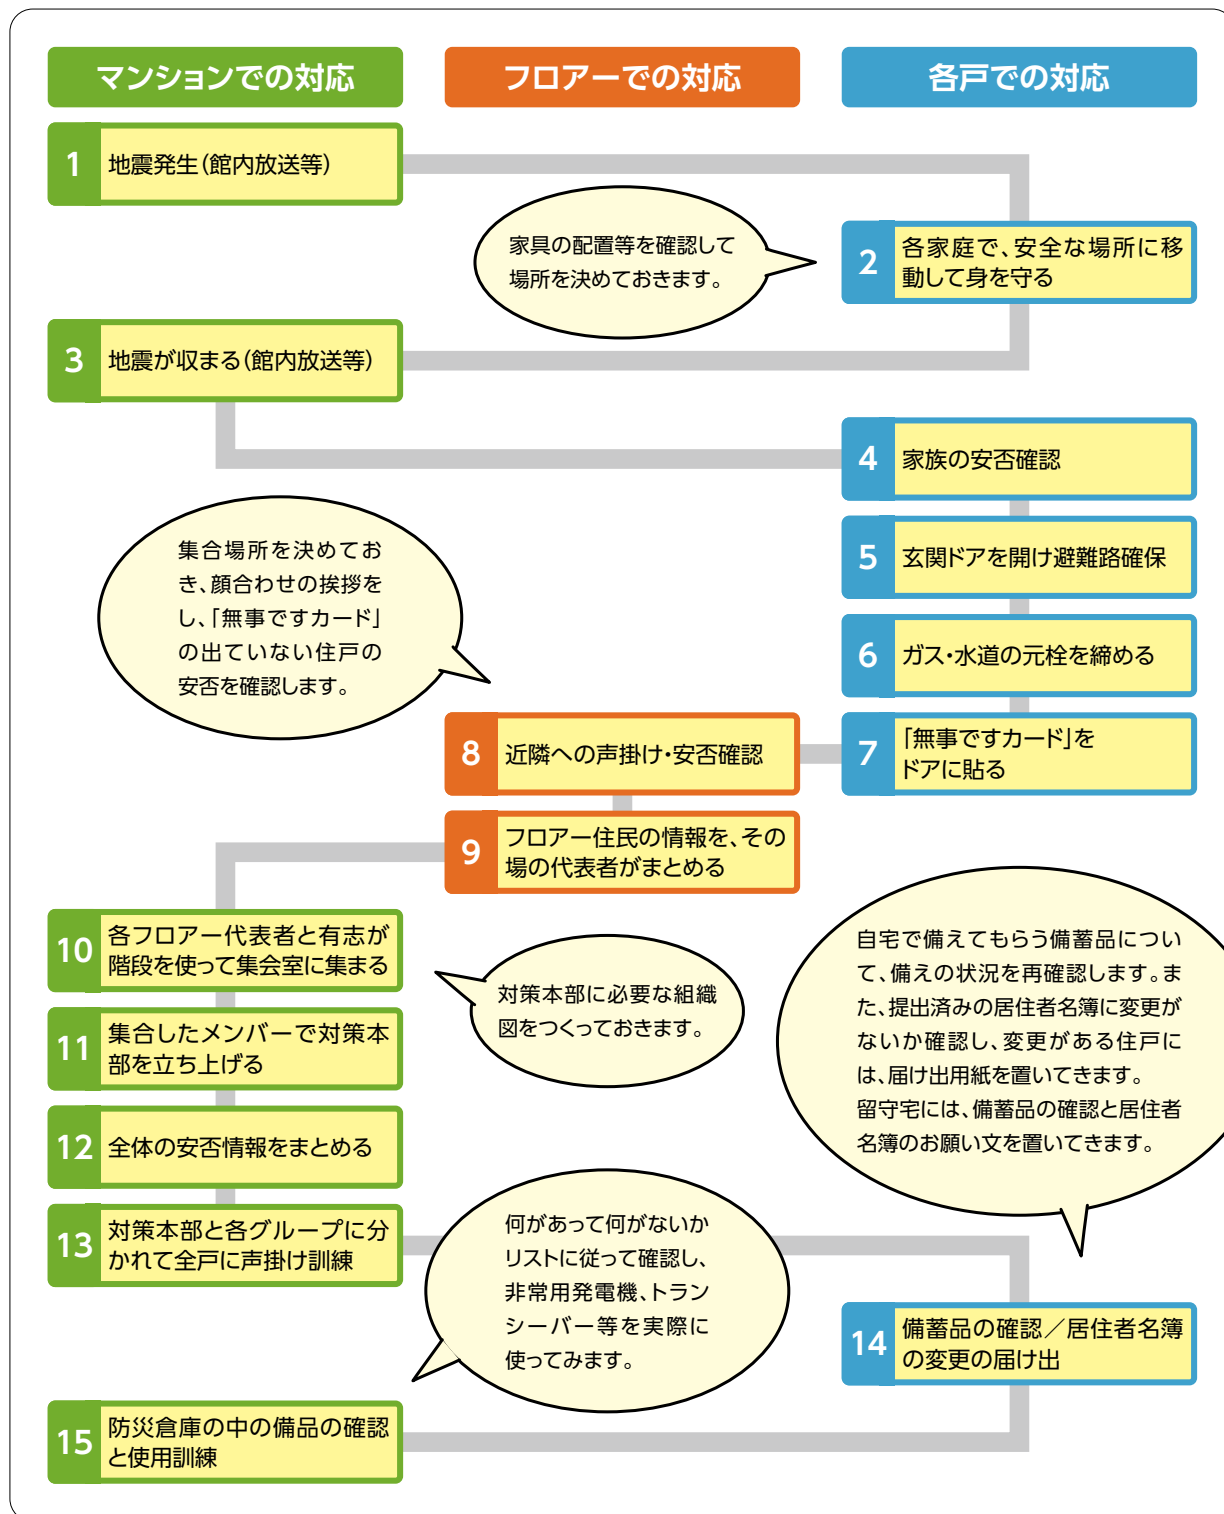 マンションでの対応
フロアーでの対応
各戸での対応
1 地震発生(館内放送等)
家具の配置等を確認して
場所を決めておきます。
2 各家庭で、安全な場所に移
動して身を守る
3 地震が収まる(館内放送等)
4 家族の安否確認
集合場所を決めてお
き、顔合わせの挨拶を
し、「無事ですカード」
の出ていない住戸の
安否を確認します。
5 玄関ドアを開け避難路確保
6 ガス・水道の元栓を締める
7 「無事ですカード」を
ドアに貼る
8 近隣への声掛け・安否確認
9 フロアー住民の情報を、その
場の代表者がまとめる
10 各フロアー代表者と有志が
階段を使って集会室に集まる
対策本部に必要な組織
図をつくっておきます。
11 集合したメンバーで対策本
部を立ち上げる
12 全体の安否情報をまとめる
13 対策本部と各グループに分
かれて全戸に声掛け訓練
自宅で備えてもらう備蓄品につい
て、備えの状況を再確認します。ま
た、提出済みの居住者名簿に変更が
ないか確認し、変更がある住戸に
は、届け出用紙を置いてきます。
留守宅には、備蓄品の確認と居住者
名簿のお願い文を置いてきます。
14 備蓄品の確認／居住者名簿
の変更の届け出
何があって何がないか
リストに従って確認し、
非常用発電機、トラン
シーバー等を実際に
使ってみます。
15 防災倉庫の中の備品の確認
と使用訓練